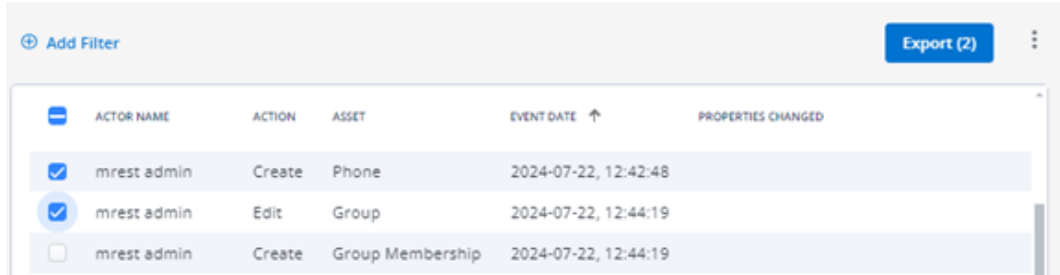 Add Filter Export (2)
ACTOR NAME ACTION ASSET EVENT DATE PROPERTIES CHANGED
mrest admin Create Phone 2024-07-22, 12:42:48
mrest admin Edit Group 2024-07-22, 12:44:19
mrest admin Create Group Membership 2024-07-22, 12:44:19